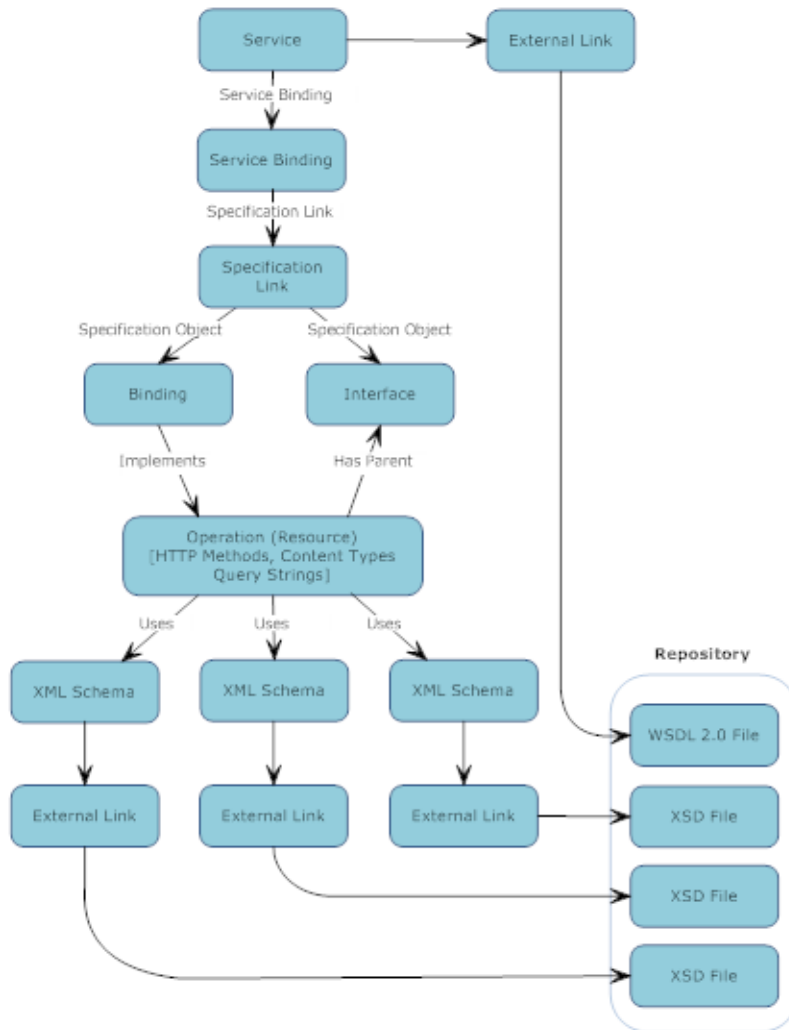 Service
External Link
Service Binding
Service Binding
Specification Link
Specification
Link
Specification Object
Specification Object
Binding
Interface
Implements
Has Parent
Operation (Resource)
[HTTP Methods, Content Types
Query Strings]
Uses
Uses
Uses
Repository
XML Schema
XML Schema
XML Schema
WSDL 2.0 File
External Link
External Link
External Link
XSD File
XSD File
XSD File